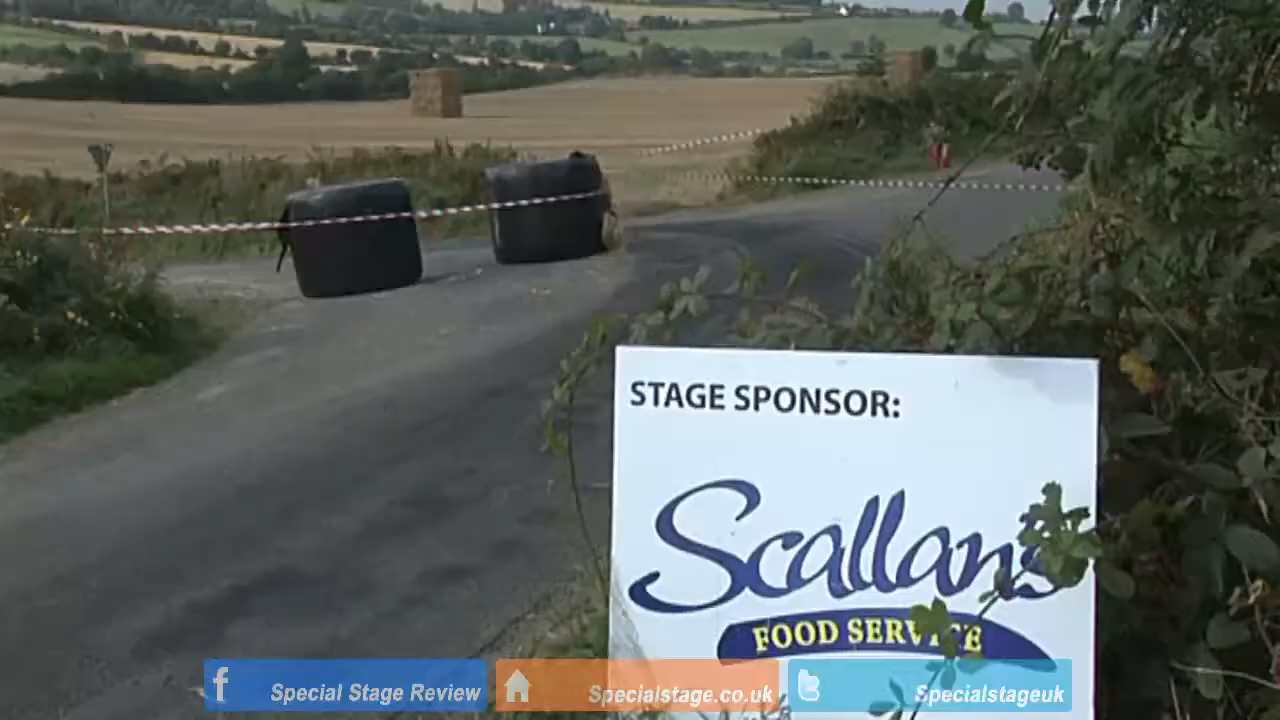 STAGE SPONSOR:
Scallans
FOOD SERVICE
Special Stage Review
Specialstage.co.uk
Specialstageuk